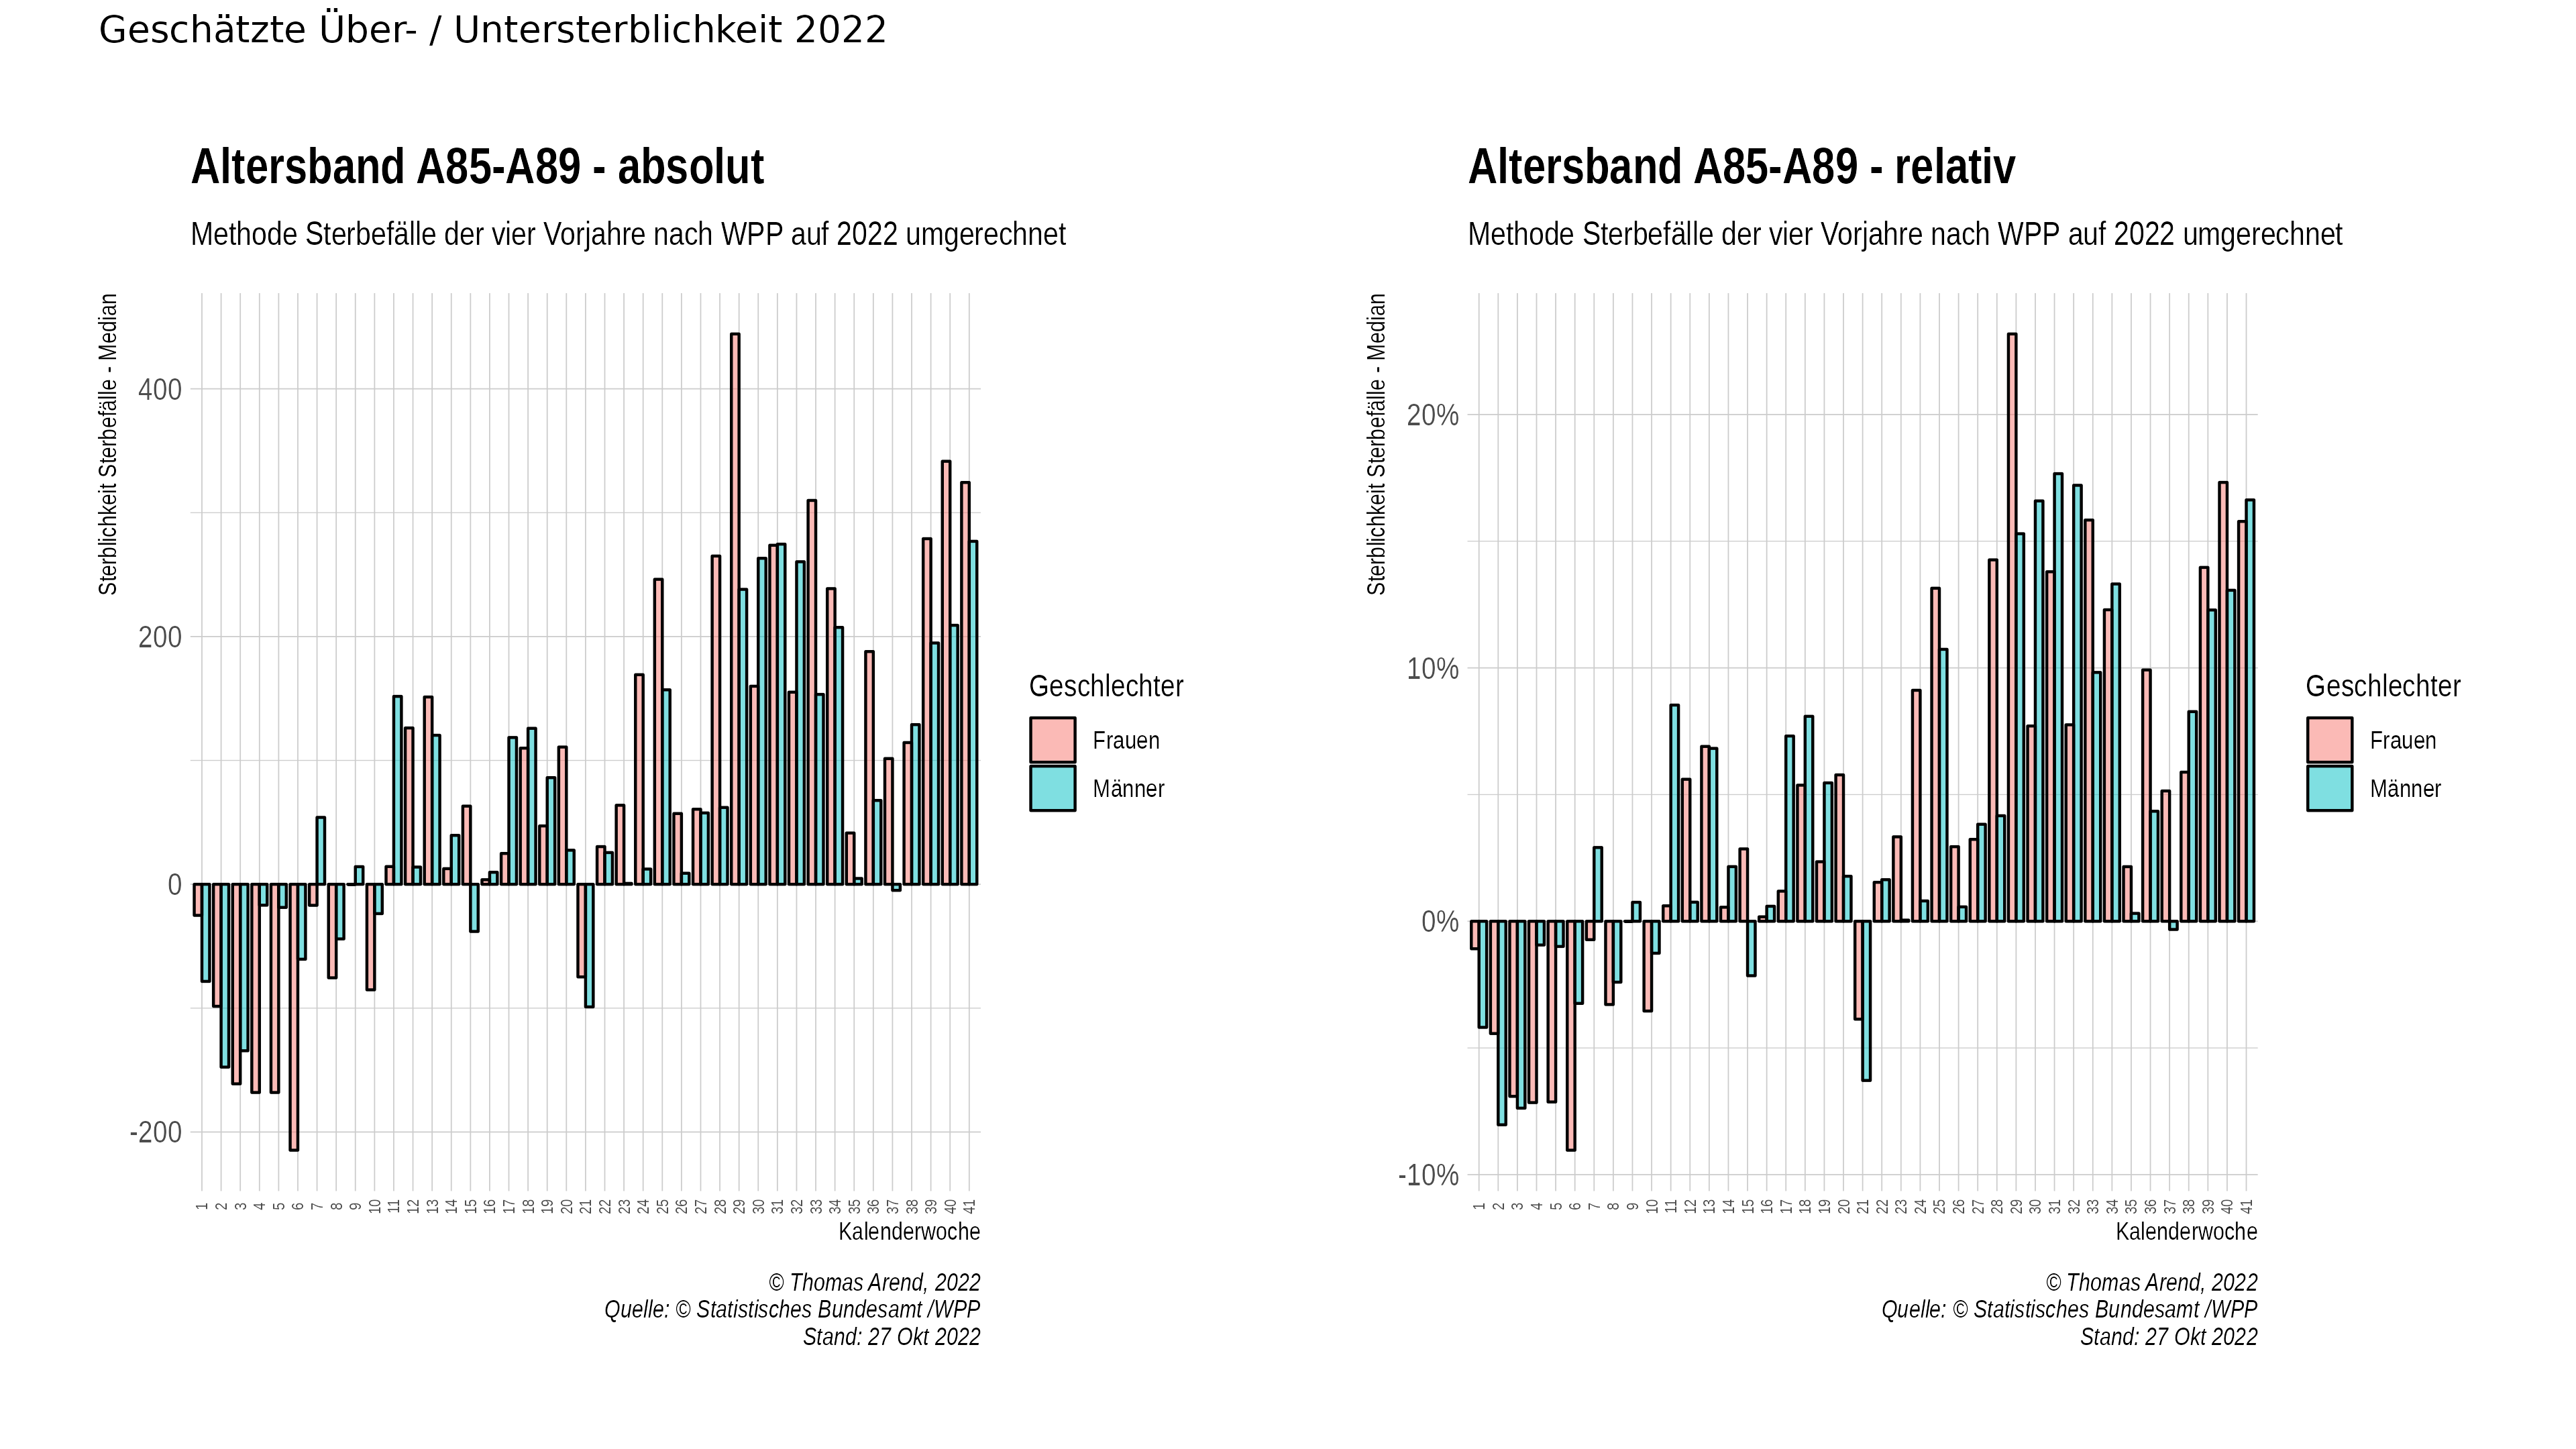 Geschätzte Über- / Untersterblichkeit 2022
Altersband A85-A89 - absolut
Methode Sterbefälle der vier Vorjahre nach WPP auf 2022 umgerechnet
Sterblichkeit Sterbefälle - Median
400
200
0
-200
1 2 3 4 5 6 7 8 9 10 11 12 13 14 15 16 17 18 19 20 21 22 23 24 25 26 27 28 29 30 31 32 33 34 35 36 37 38 39 40 41
Kalenderwoche
Geschlechter
Frauen
Männer
© Thomas Arend, 2022
Quelle: © Statistisches Bundesamt /WPP
Stand: 27 Okt 2022
Altersband A85-A89 - relativ
Methode Sterbefälle der vier Vorjahre nach WPP auf 2022 umgerechnet
Sterblichkeit Sterbefälle - Median
20%
10%
0%
-10%
1 2 3 4 5 6 7 8 9 10 11 12 13 14 15 16 17 18 19 20 21 22 23 24 25 26 27 28 29 30 31 32 33 34 35 36 37 38 39 40 41
Kalenderwoche
Geschlechter
Frauen
Männer
© Thomas Arend, 2022
Quelle: © Statistisches Bundesamt /WPP
Stand: 27 Okt 2022